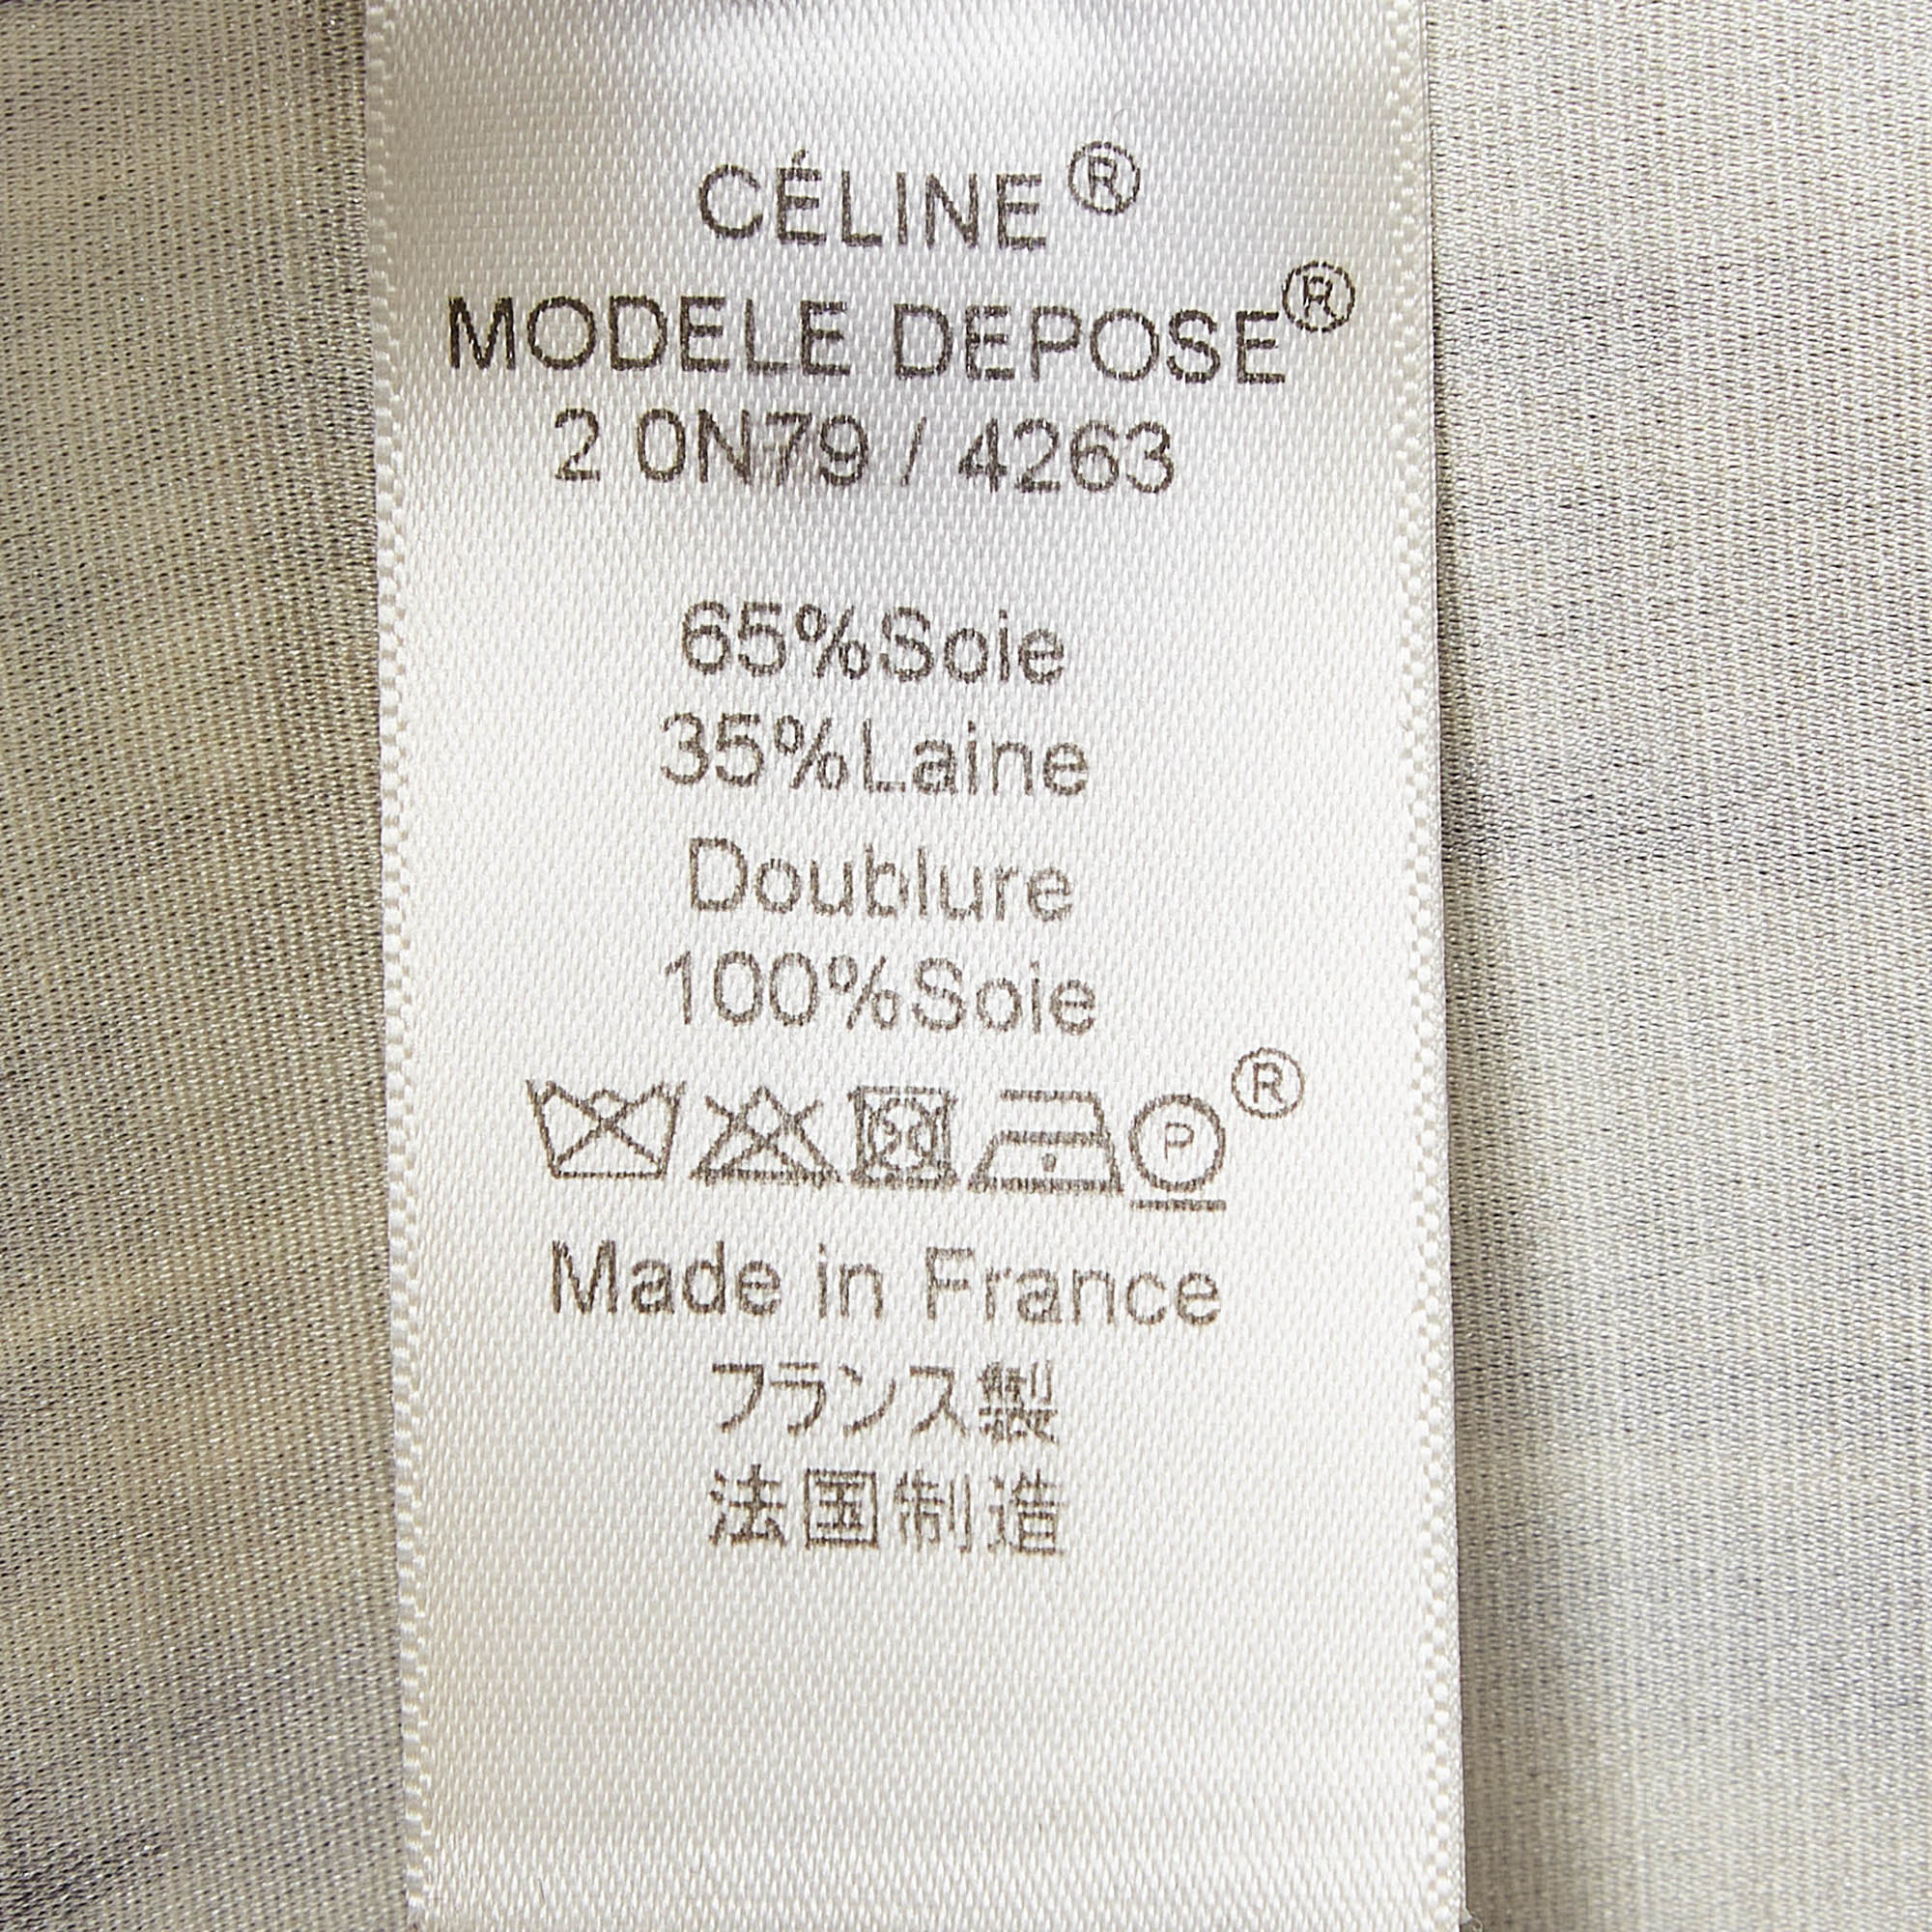 CÉLINE®
MODELE DEPOSE®
2 0N79 / 4263
65%Soie
35%Laine
Doublure
100%Soie
P ®
Made in France
フランス製
法国制造